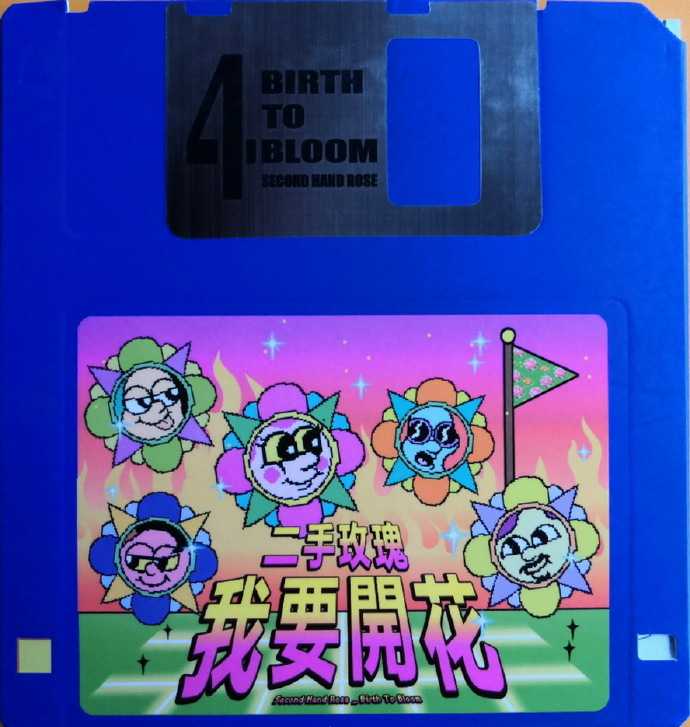 4
BIRTH
TO
BLOOM
SECOND HAND ROSE
二手玫瑰
我要開花
Second Hand Rose _ Birth To Bloom